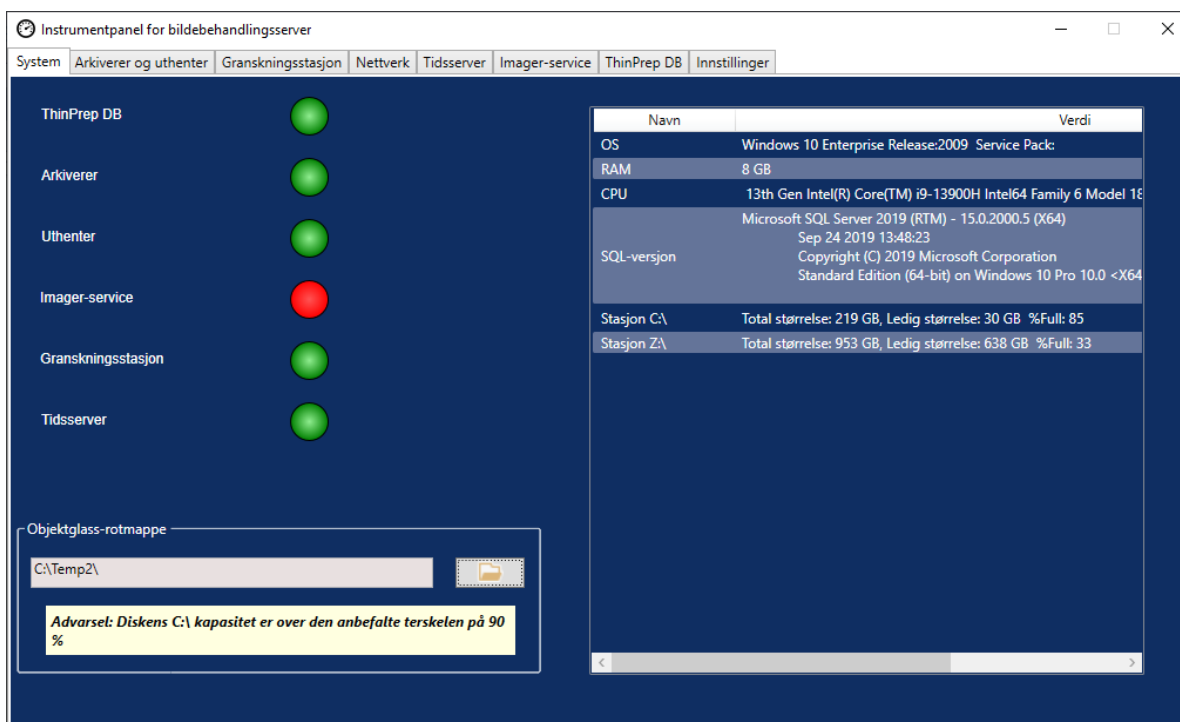 Instrumentpanel for bildebehandlingsserver
System Arkiverer og uthenter Granskningsstasjon Nettverk Tidsserver Imager-service ThinPrep DB Innstillinger
ThinPrep DB
Arkiverer
Uthenter
Imager-service
Granskningsstasjon
Tidsserver
Objektglass-rotmappe
C:\Temp2\
Advarsel: Diskens C:\ kapasitet er over den anbefalte terskelen på 90
%
Navn Verdi
OS Windows 10 Enterprise Release:2009 Service Pack:
RAM 8 GB
CPU 13th Gen Intel(R) Core(TM) i9-13900H Intel64 Family 6 Model 18
SQL-versjon Microsoft SQL Server 2019 (RTM) - 15.0.2000.5 (X64)
Sep 24 2019 13:48:23
Copyright (C) 2019 Microsoft Corporation
Standard Edition (64-bit) on Windows 10 Pro 10.0 <X64
Stasjon C:\ Total størrelse: 219 GB, Ledig størrelse: 30 GB %Full: 85
Stasjon Z:\ Total størrelse: 953 GB, Ledig størrelse: 638 GB %Full: 33